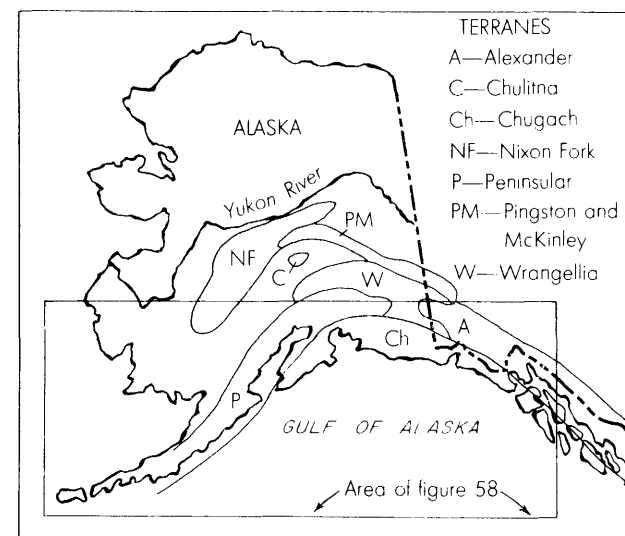 TERRANES
A—Alexander
C—Chulitna
Ch—Chugach
NF—Nixon Fork
P—Peninsular
PM—Pingston and
McKinley
W—Wrangellia
ALASKA
Yukon River
PM
NF
C
W
A
Ch
P
GULF OF ALASKA
Area of figure 58